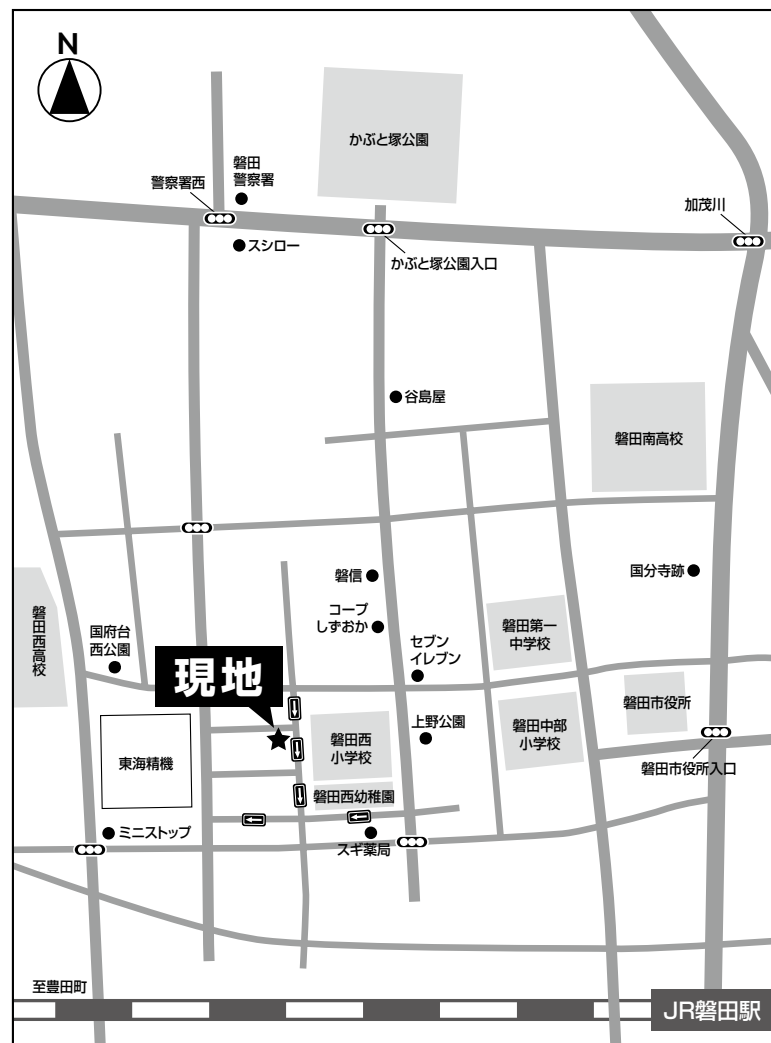 N
かぶと塚公園
磐田
警察署
警察署西
加茂川
スシロー
かぶと塚公園入口
谷島屋
磐田南高校
磐信
国分寺跡
コープ
しずおか
磐田西高校
国府台
西公園
セブン
イレブン
磐田第一
中学校
現地
磐田市役所
上野公園
磐田中部
小学校
磐田西
小学校
東海精機
磐田市役所入口
磐田西幼稚園
ミニストップ
スギ薬局
至豊田町
JR磐田駅